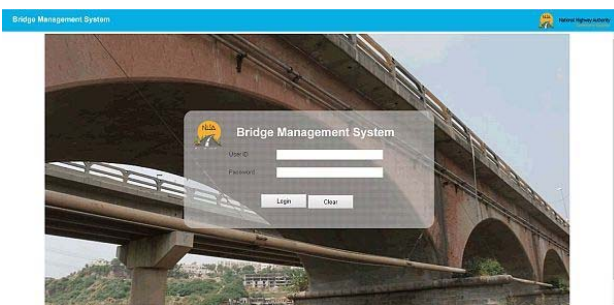 Bridge Management System
National Highway Authority
NHA
Bridge Management System
User ID
Password
Login
Clear